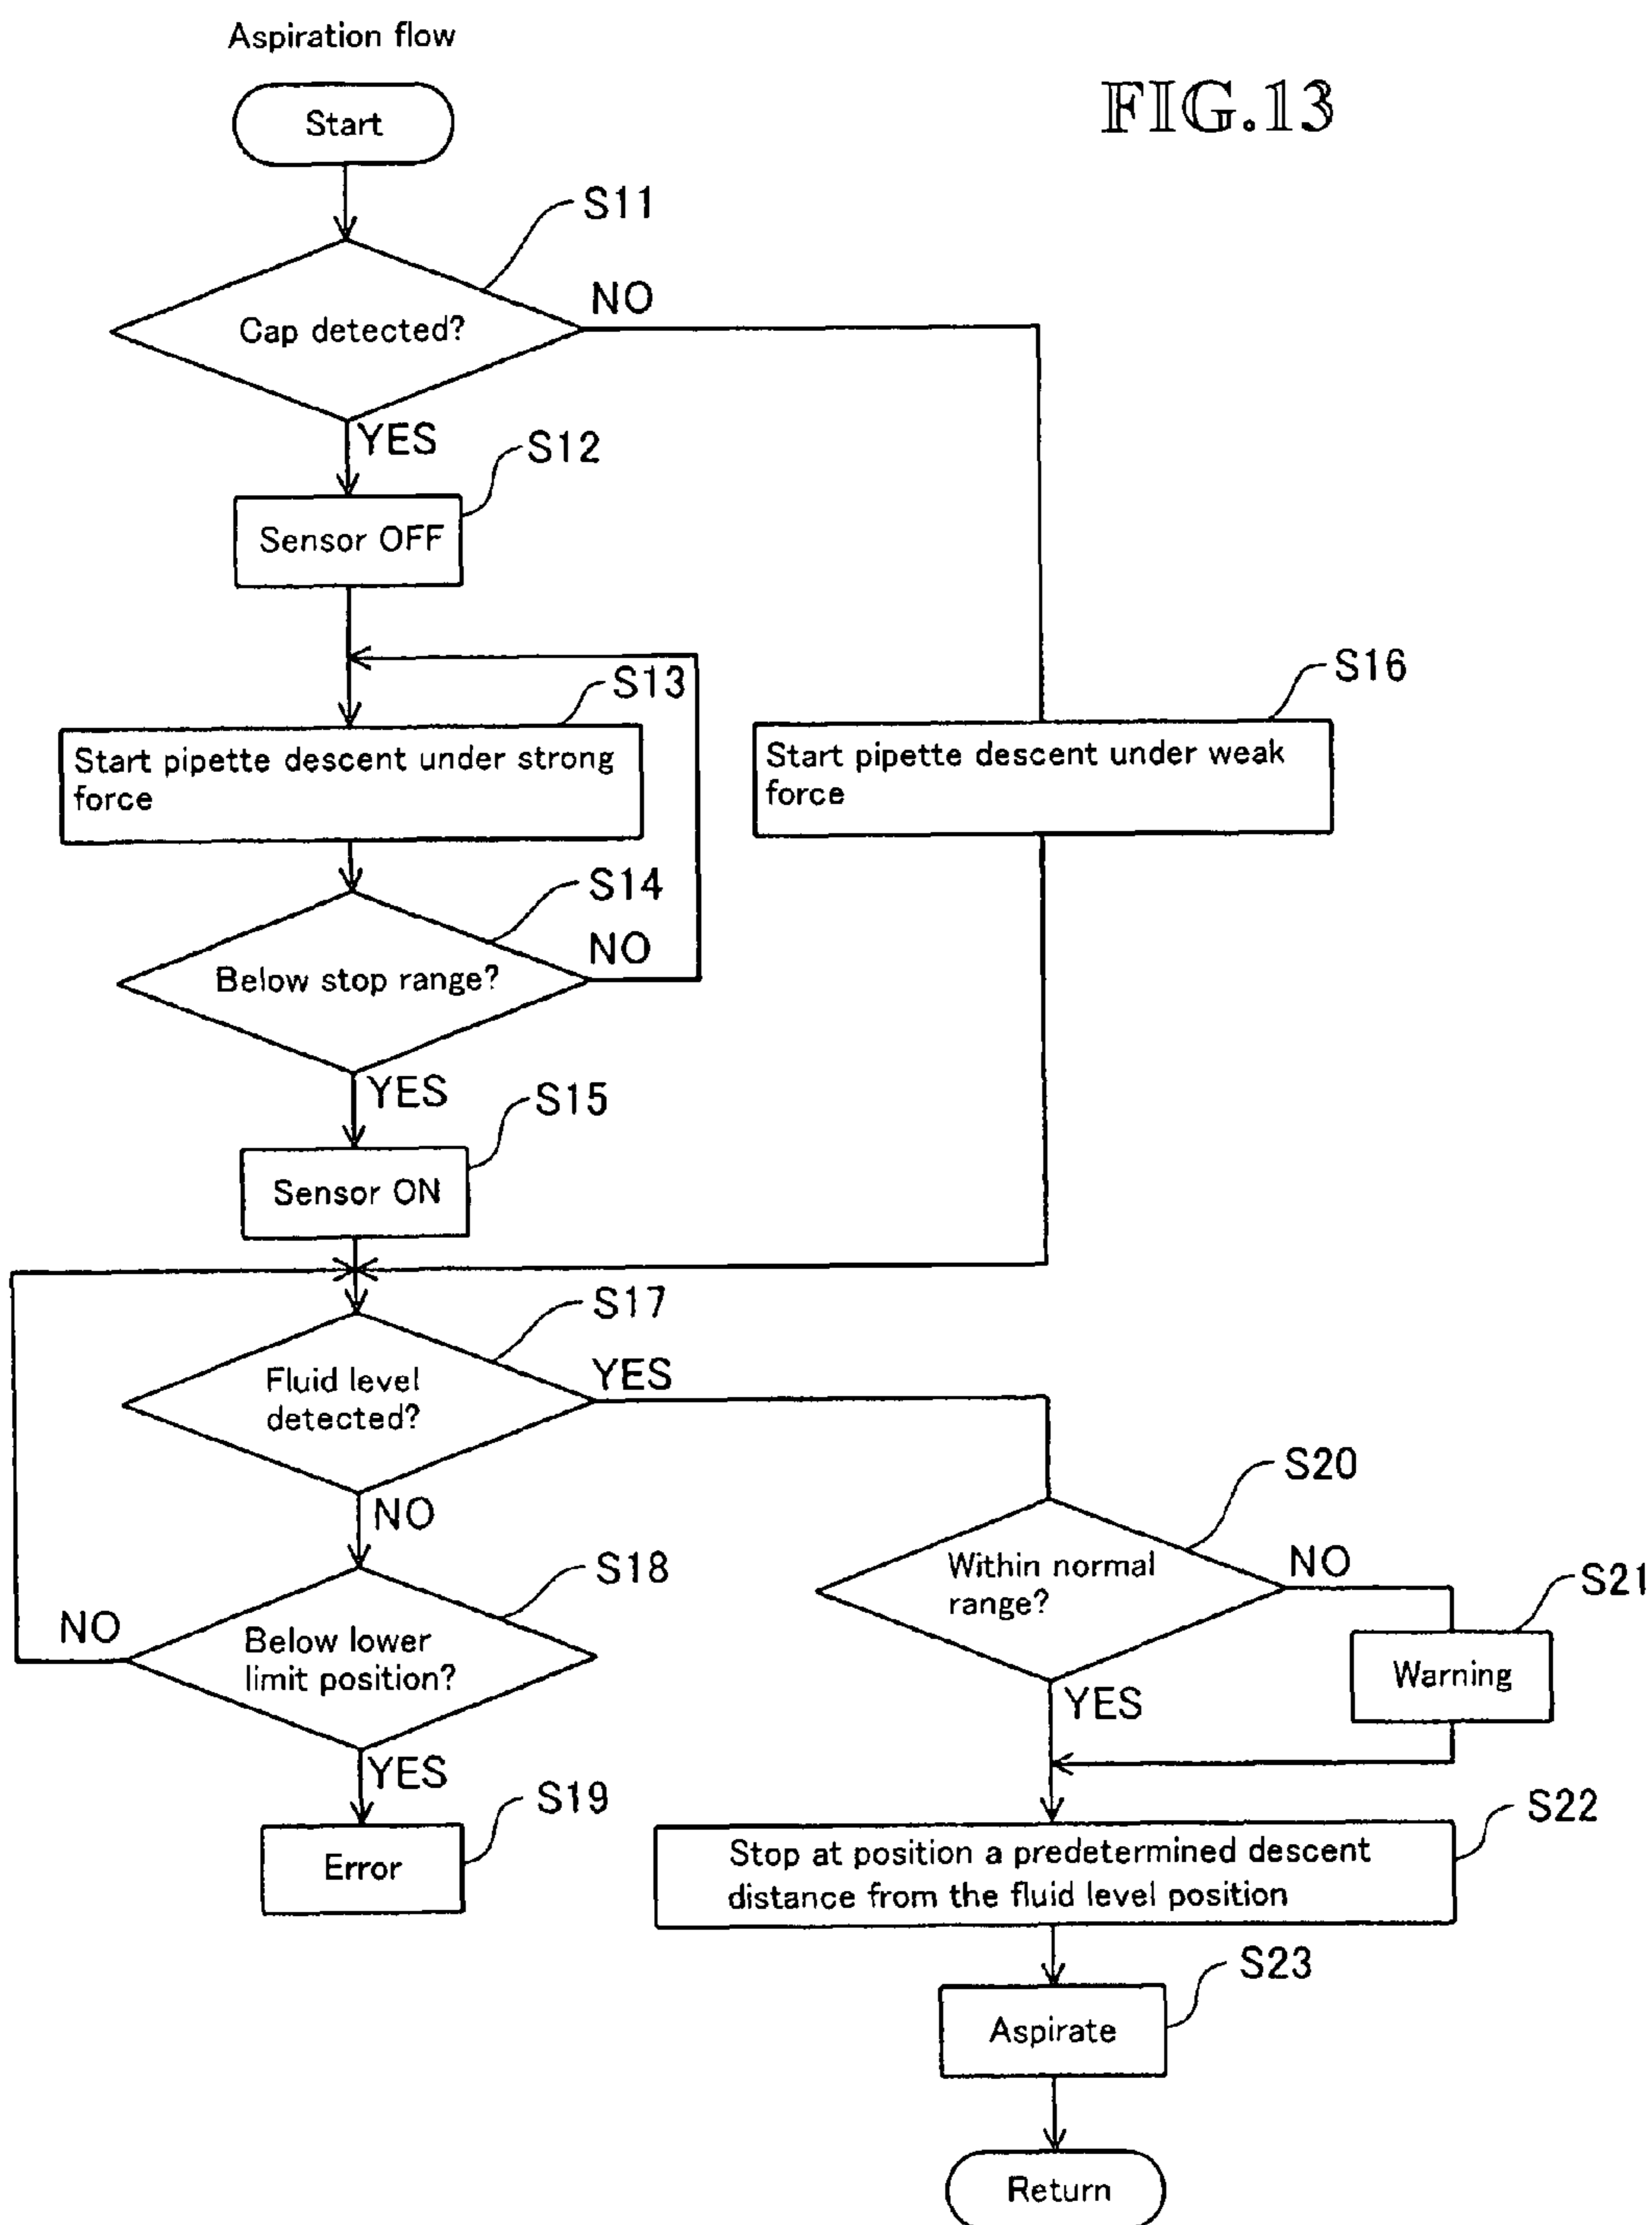 Aspiration flow
FIG.13
Start
S11
Cap detected?
NO
YES
S12
Sensor OFF
S13
Start pipette descent under strong
force
S16
Start pipette descent under weak
force
S14
Below stop range?
NO
YES
S15
Sensor ON
S17
Fluid level
detected?
YES
NO
S18
Below lower
limit position?
NO
YES
S19
Error
S20
Within normal
range?
NO
S21
Warning
YES
S22
Stop at position a predetermined descent
distance from the fluid level position
S23
Aspirate
Return